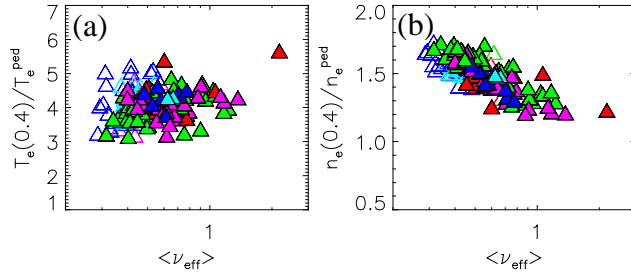 (a)
T_e(0.4)/T_e^ped
7
6
5
4
3
2
1
1
<ν_eff>
(b)
n_e(0.4)/n_e^ped
2.0
1.5
1.0
0.5
1
<ν_eff>